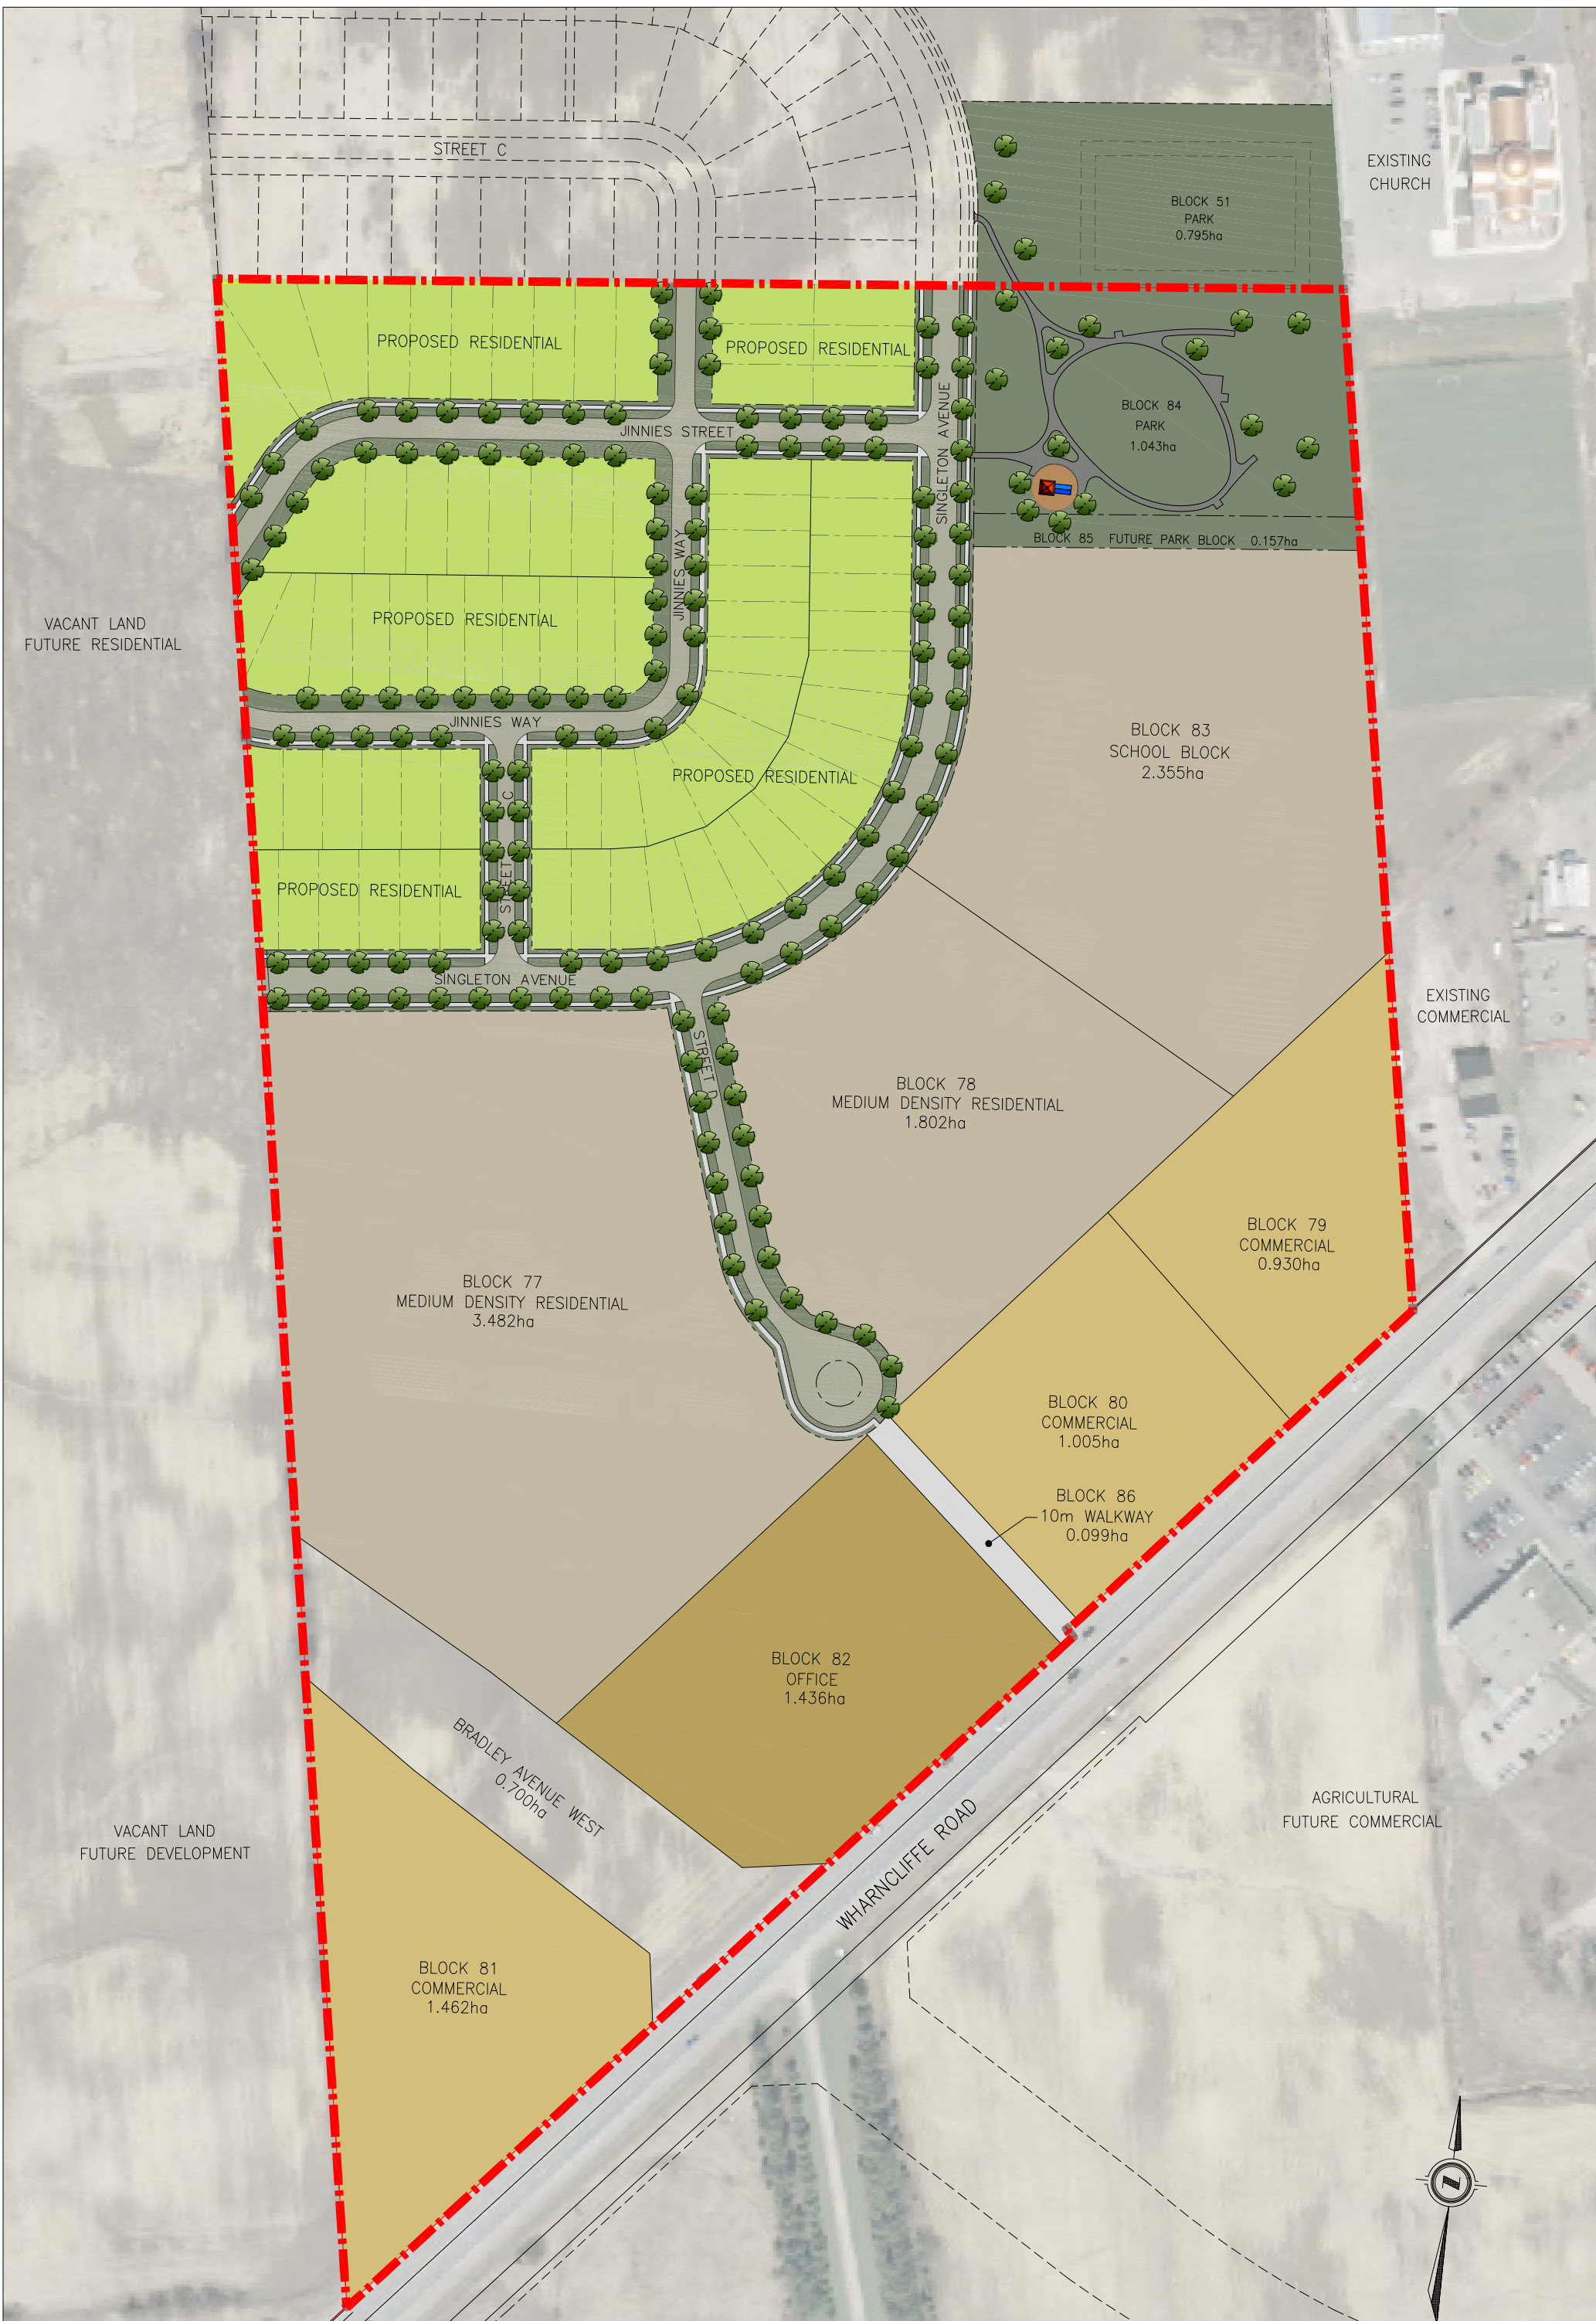 STREET C
EXISTING
CHURCH
BLOCK 51
PARK
0.795ha
PROPOSED RESIDENTIAL
PROPOSED RESIDENTIAL
JINNIES STREET
SINGLETON AVENUE
BLOCK 84
PARK
1.043ha
BLOCK 85 FUTURE PARK BLOCK 0.157ha
JINNIES WAY
PROPOSED RESIDENTIAL
VACANT LAND
FUTURE RESIDENTIAL
JINNIES WAY
BLOCK 83
SCHOOL BLOCK
2.355ha
PROPOSED RESIDENTIAL
STREET C
PROPOSED RESIDENTIAL
SINGLETON AVENUE
EXISTING
COMMERCIAL
STREET D
BLOCK 78
MEDIUM DENSITY RESIDENTIAL
1.802ha
BLOCK 79
COMMERCIAL
0.930ha
BLOCK 77
MEDIUM DENSITY RESIDENTIAL
3.482ha
BLOCK 80
COMMERCIAL
1.005ha
BLOCK 86
10m WALKWAY
0.099ha
BLOCK 82
OFFICE
1.436ha
BRADLEY AVENUE WEST
0.700ha
WHARNCLIFFE ROAD
AGRICULTURAL
FUTURE COMMERCIAL
VACANT LAND
FUTURE DEVELOPMENT
BLOCK 81
COMMERCIAL
1.462ha
N